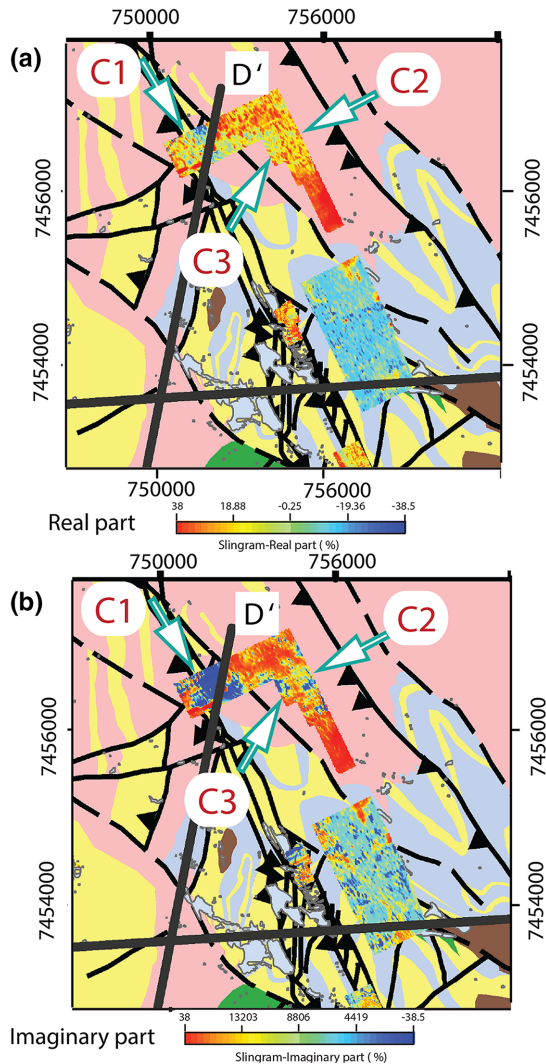 750000 756000
(a)
C1
D‘
C2
7456000
7456000
C3
7454000
7454000
750000 756000
Real part
38 18.88 -0.25 -19.36 -38.5
Slingram-Real part ( %)
750000 756000
(b)
C1
D‘
C2
7456000
7456000
C3
7454000
7454000
Imaginary part
38 13203 8806 4419 -38.5
Slingram-Imaginary part ( %)